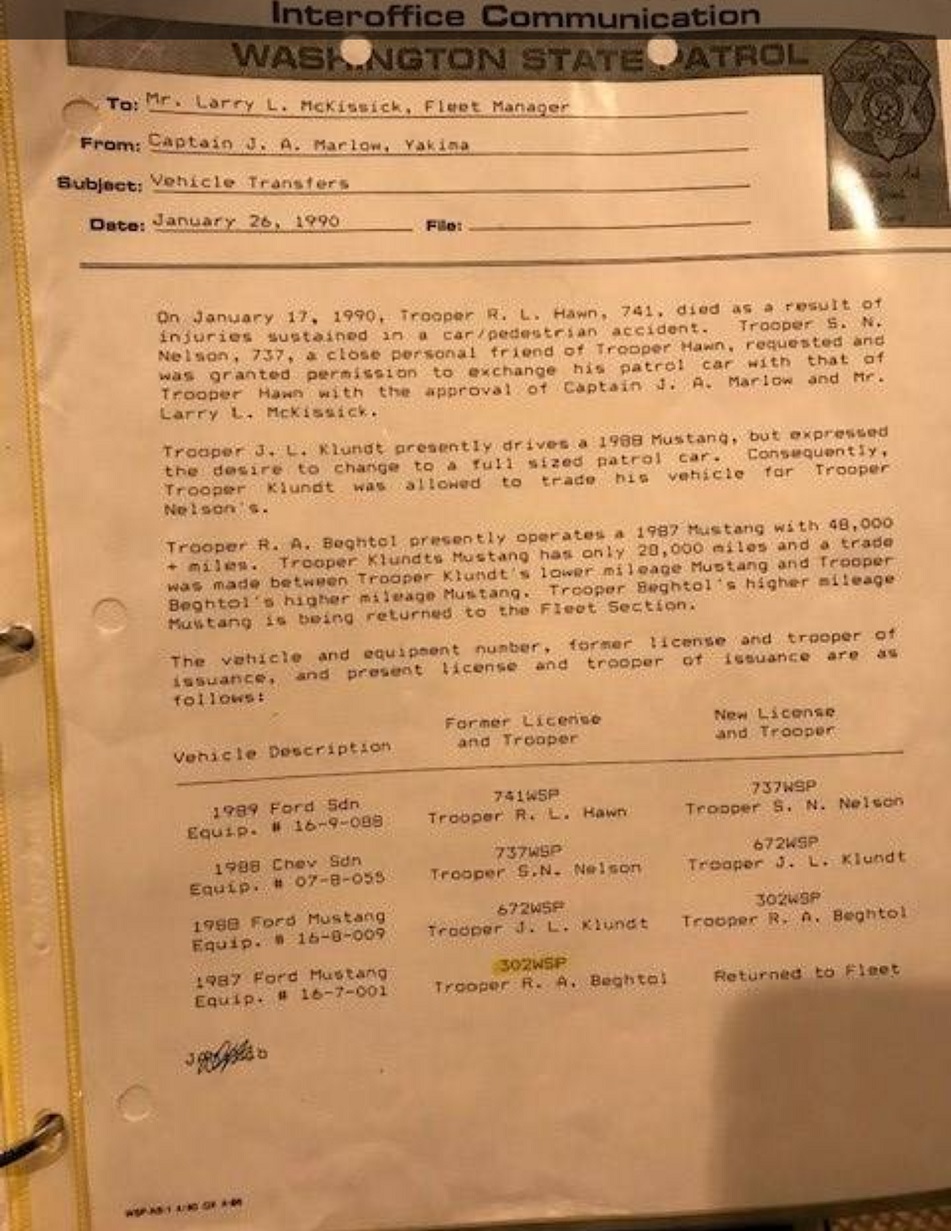 Interoffice Communication
WASHINGTON STATE PATROL
To: Mr. Larry L. McKissick, Fleet Manager
From: Captain J. A. Marlow, Yakima
Subject: Vehicle Transfers
Date: January 26, 1990 File:
On January 17, 1990, Trooper R. L. Hawn, 741, died as a result of
injuries sustained in a car/pedestrian accident. Trooper S. N.
Nelson, 737, a close personal friend of Trooper Hawn, requested and
was granted permission to exchange his patrol car with that of
Trooper Hawn with the approval of Captain J. A. Marlow and Mr.
Larry L. McKissick.
Trooper J. L. Klundt presently drives a 1988 Mustang, but expressed
the desire to change to a full sized patrol car. Consequently,
Trooper Klundt was allowed to trade his vehicle for Trooper
Nelson's.
Trooper R. A. Beghtol presently operates a 1987 Mustang with 48,000
+ miles. Trooper Klundts Mustang has only 28,000 miles and a trade
was made between Trooper Klundt's lower mileage Mustang and Trooper
Beghtol's higher mileage Mustang. Trooper Beghtol's higher mileage
Mustang is being returned to the Fleet Section.
The vehicle and equipment number, former license and trooper of
issuance, and present license and trooper of issuance are as
follows:
Vehicle Description Former License and Trooper New License and Trooper
1989 Ford Sdn 741WSP 737WSP
Equip. # 16-9-088 Trooper R. L. Hawn Trooper S. N. Nelson
1988 Chev Sdn 737WSP 672WSP
Equip. # 07-8-055 Trooper S.N. Nelson Trooper J. L. Klundt
1988 Ford Mustang 672WSP 302WSP
Equip. # 16-8-009 Trooper J. L. Klundt Trooper R. A. Beghtol
1987 Ford Mustang 302WSP Returned to Fleet
Equip. # 16-7-001 Trooper R. A. Beghtol